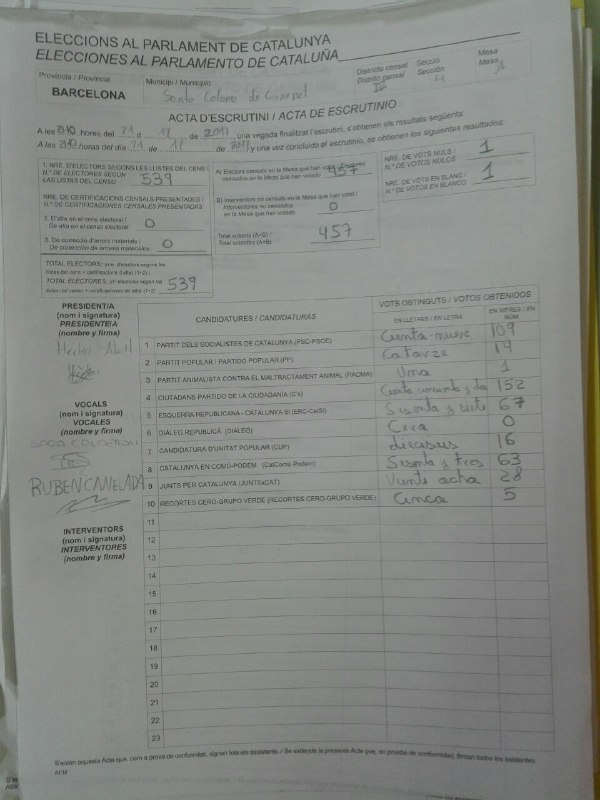 ELECCIONS AL PARLAMENT DE CATALUNYA
ELECCIONES AL PARLAMENTO DE CATALUÑA
Província / Provincia
Municipi / Municipio
Districte censal
Distrito censal
Secció
Sección
Mesa
Mesa
BARCELONA
Santa Coloma de Gramenet
4
ACTA D'ESCRUTINI / ACTA DE ESCRUTINIO
A les hores del 21 d 12 de 2017, una vegada finalitzat l'escrutini, s'obtenen els resultats següents:
A las horas del día 21 de 12 de 2017 y una vez concluido el escrutinio, se obtienen los siguientes resultados:
1. NRE. D'ELECTORS SEGONS LES LLISTES DEL CENS /
N.º DE ELECTORES SEGÚN
LAS LISTAS DEL CENSO 539
NRE. DE CERTIFICACIONS CENSALS PRESENTADES /
N.º DE CERTIFICACIONES CENSALES PRESENTADAS
2. D'alta en el cens electoral /
De alta en el censo electoral: 0
3. De correcció d'errors materials /
De corrección de errores materiales: 0
TOTAL ELECTORS: nre. d'electors segons les
llistes del cens + certificacions d'alta (1+2) /
TOTAL ELECTORES: nº electores según las
listas del censo + certificaciones de alta (1+2) 539
A) Electors censats en la Mesa que han votat / Electores
censados en la Mesa que han votado 457
B) Interventors no censats en la Mesa que han votat /
Interventores no censados
en la Mesa que han votado 0
Total votants (A+B) /
Total votantes (A+B) 457
NRE. DE VOTS NULS /
N.º DE VOTOS NULOS 1
NRE. DE VOTS EN BLANC /
N.º DE VOTOS EN BLANCO 1
PRESIDENT/A
(nom i signatura)
PRESIDENTE/A
(nombre y firma)
Hector Abril
VOCALS
(nom i signatura)
VOCALES
(nombre y firma)
RUBEN CANELADA
INTERVENTORS
(nom i signatura)
INTERVENTORES
(nombre y firma)
CANDIDATURES / CANDIDATURAS
VOTS OBTINGUTS / VOTOS OBTENIDOS
EN LLETRES / EN LETRA
EN XIFRES / EN NÚM.
1 PARTIT DELS SOCIALISTES DE CATALUNYA (PSC-PSOE) Ciento nueve 109
2 PARTIT POPULAR / PARTIDO POPULAR (PP) Catorze 14
3 PARTIT ANIMALISTA CONTRA EL MALTRACTAMENT ANIMAL (PACMA) Uno 1
4 CIUTADANS PARTIDO DE LA CIUDADANÍA (C's) Ciento cincuenta y dos 152
5 ESQUERRA REPUBLICANA - CATALUNYA SÍ (ERC-CatSí) Sesenta y siete 67
6 DIÀLEG REPUBLICÀ (DIÀLEG) Cero 0
7 CANDIDATURA D'UNITAT POPULAR (CUP) dieciseis 16
8 CATALUNYA EN COMÚ-PODEM (CatComú-Podem) Sesenta y tres 63
9 JUNTS PER CATALUNYA (JUNTSxCAT) Veinte ocho 28
10 RECORTES CERO-GRUPO VERDE (RECORTES CERO-GRUPO VERDE) Cinco 5
11
12
13
14
15
16
17
18
19
20
21
22
23
S'estén aquesta Acta que, com a prova de conformitat, signen tots els assistents. / Se extiende la presente Acta que, en prueba de conformidad, firman todos los asistentes.